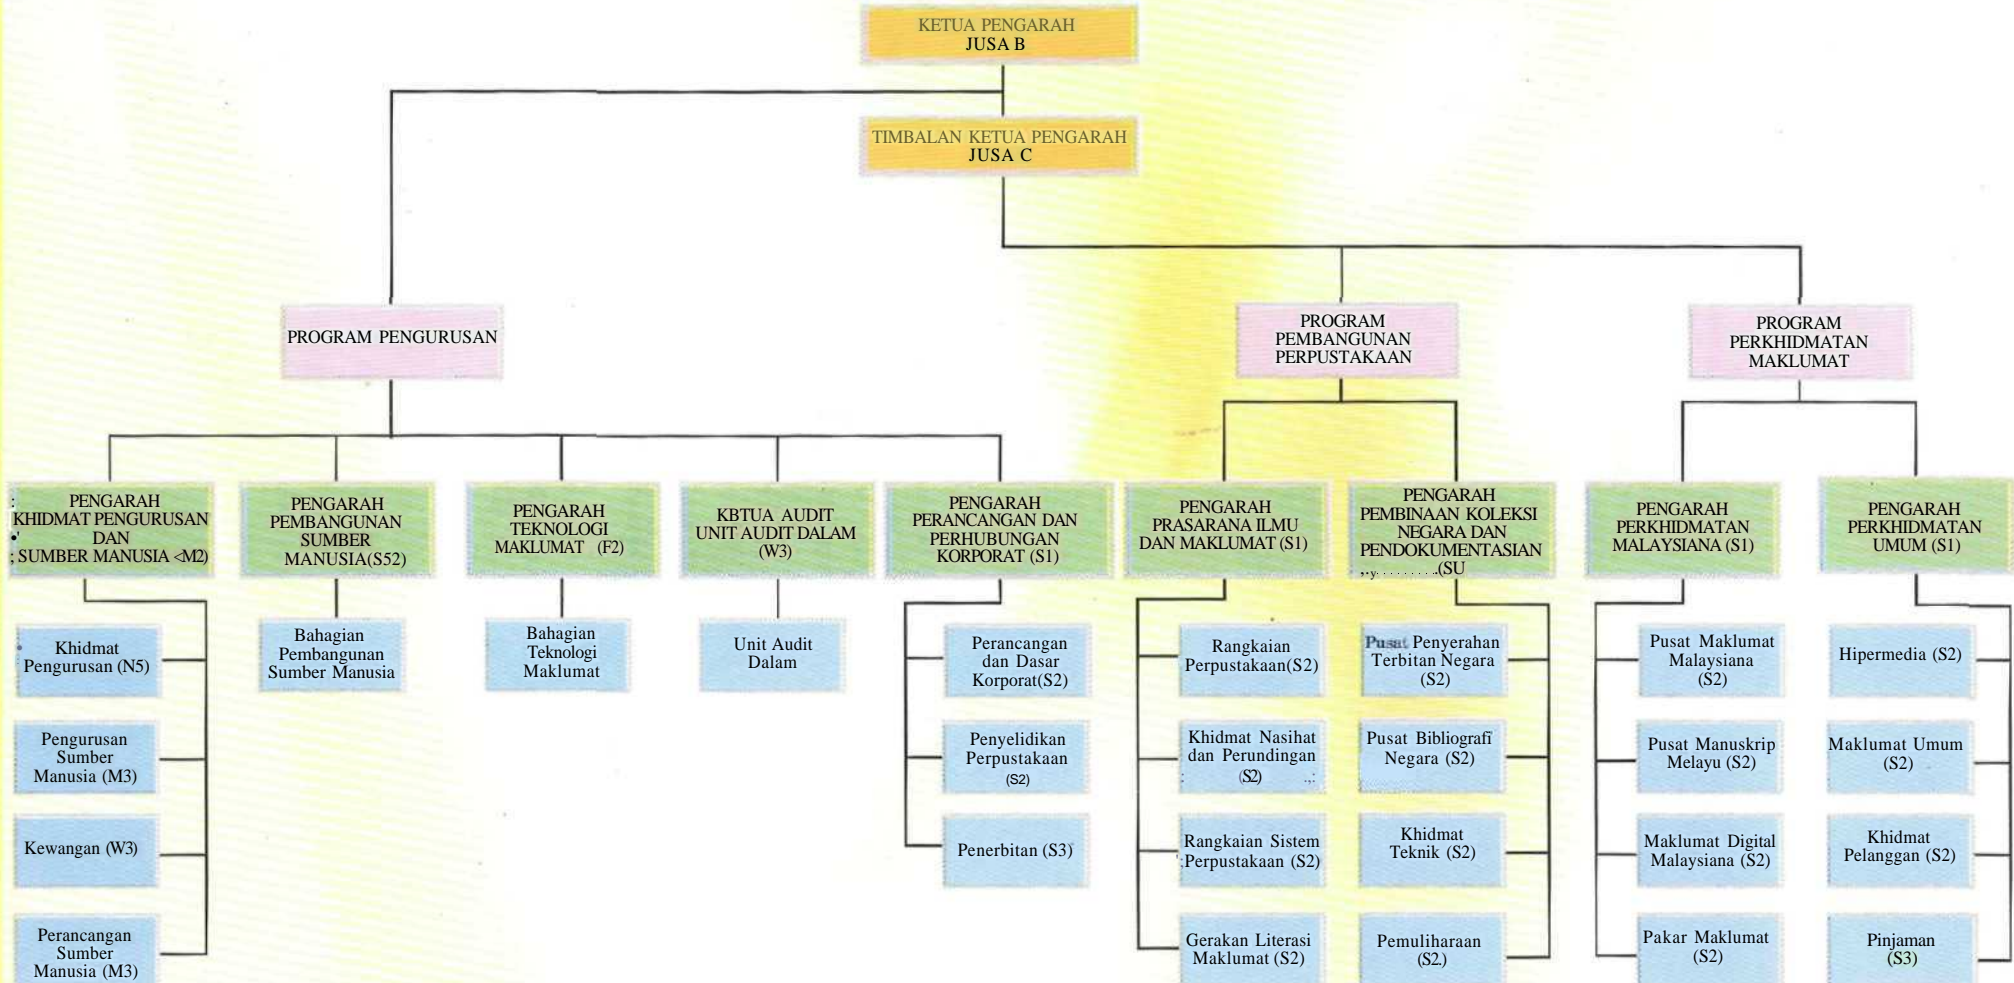 KETUA PENGARAH
JUSA B
TIMBALAN KETUA PENGARAH
JUSA C
PROGRAM PENGURUSAN
PROGRAM
PEMBANGUNAN
PERPUSTAKAAN
PROGRAM
PERKHIDMATAN
MAKLUMAT
: PENGARAH
KHIDMAT PENGURUSAN
•' DAN
; SUMBER MANUSIA <M2)
PENGARAH
PEMBANGUNAN
SUMBER
MANUSIA(S52)
PENGARAH
TEKNOLOGI
MAKLUMAT (F2)
KBTUA AUDIT
UNIT AUDIT DALAM
(W3)
PENGARAH
PERANCANGAN DAN
PERHUBUNGAN
KORPORAT (S1)
PENGARAH
PRASARANA ILMU
DAN MAKLUMAT (S1)
PENGARAH
PEMBINAAN KOLEKSI
NEGARA DAN
PENDOKUMENTASIAN
(SU
PENGARAH
PERKHIDMATAN
MALAYSIANA (S1)
PENGARAH
PERKHIDMATAN
UMUM (S1)
Khidmat
Pengurusan (N5)
Pengurusan
Sumber
Manusia (M3)
Kewangan (W3)
Perancangan
Sumber
Manusia (M3)
Bahagian
Pembangunan
Sumber Manusia
Bahagian
Teknologi
Maklumat
Unit Audit
Dalam
Perancangan
dan Dasar
Korporat(S2)
Penyelidikan
Perpustakaan
(S2)
Penerbitan (S3)
Rangkaian
Perpustakaan(S2)
Khidmat Nasihat
dan Perundingan
(S2)
Rangkaian Sistem
Perpustakaan (S2)
Gerakan Literasi
Maklumat (S2)
Pusat Penyerahan
Terbitan Negara
(S2)
Pusat Bibliografi
Negara (S2)
Khidmat
Teknik (S2)
Pemuliharaan
(S2.)
Pusat Maklumat
Malaysiana
(S2)
Pusat Manuskrip
Melayu (S2)
Maklumat Digital
Malaysiana (S2)
Pakar Maklumat
(S2)
Hipermedia (S2)
Maklumat Umum
(S2)
Khidmat
Pelanggan (S2)
Pinjaman
(S3)